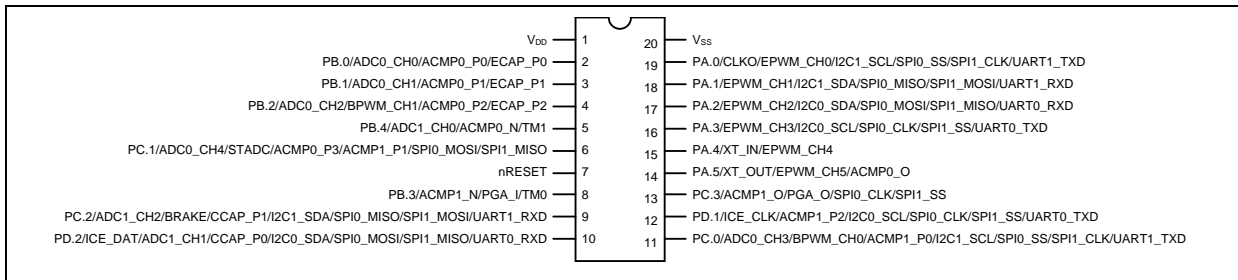 VDD 1 20 VSS
PB.0/ADC0_CH0/ACMP0_P0/ECAP_P0 2 19 PA.0/CLKO/EPWM_CH0/I2C1_SCL/SPI0_SS/SPI1_CLK/UART1_TXD
PB.1/ADC0_CH1/ACMP0_P1/ECAP_P1 3 18 PA.1/EPWM_CH1/I2C1_SDA/SPI0_MISO/SPI1_MOSI/UART1_RXD
PB.2/ADC0_CH2/BPWM_CH1/ACMP0_P2/ECAP_P2 4 17 PA.2/EPWM_CH2/I2C0_SDA/SPI0_MOSI/SPI1_MISO/UART0_RXD
PB.4/ADC1_CH0/ACMP0_N/TM1 5 16 PA.3/EPWM_CH3/I2C0_SCL/SPI0_CLK/SPI1_SS/UART0_TXD
PC.1/ADC0_CH4/STADC/ACMP0_P3/ACMP1_P1/SPI0_MOSI/SPI1_MISO 6 15 PA.4/XT_IN/EPWM_CH4
nRESET 7 14 PA.5/XT_OUT/EPWM_CH5/ACMP0_O
PB.3/ACMP1_N/PGA_I/TM0 8 13 PC.3/ACMP1_O/PGA_O/SPI0_CLK/SPI1_SS
PC.2/ADC1_CH2/BRAKE/CCAP_P1/I2C1_SDA/SPI0_MISO/SPI1_MOSI/UART1_RXD 9 12 PD.1/ICE_CLK/ACMP1_P2/I2C0_SCL/SPI0_CLK/SPI1_SS/UART0_TXD
PD.2/ICE_DAT/ADC1_CH1/CCAP_P0/I2C0_SDA/SPI0_MOSI/SPI1_MISO/UART0_RXD 10 11 PC.0/ADC0_CH3/BPWM_CH0/ACMP1_P0/I2C1_SCL/SPI0_SS/SPI1_CLK/UART1_TXD